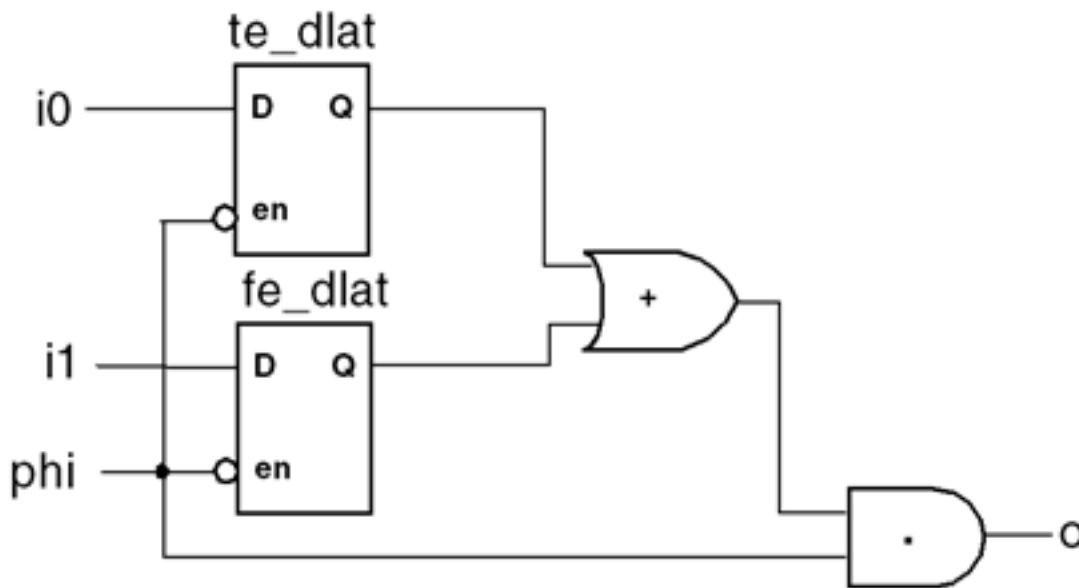 te_dlat
i0
D Q
en
fe_dlat
+
i1
D Q
phi
en
.
o